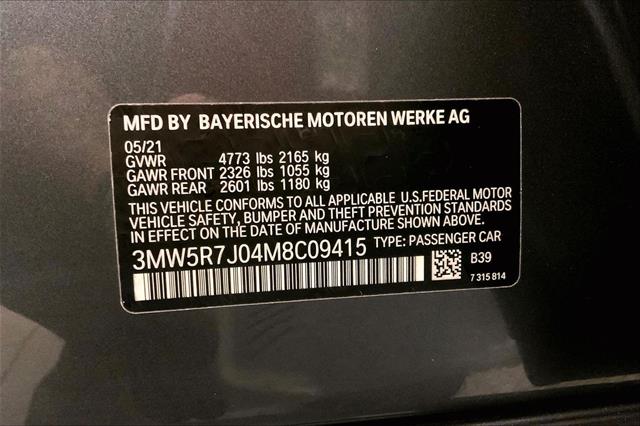 MFD BY BAYERISCHE MOTOREN WERKE AG
05/21
GVWR 4773 lbs 2165 kg
GAWR FRONT 2326 lbs 1055 kg
GAWR REAR 2601 lbs 1180 kg
THIS VEHICLE CONFORMS TO ALL APPLICABLE U.S.FEDERAL MOTOR
VEHICLE SAFETY, BUMPER AND THEFT PREVENTION STANDARDS
IN EFFECT ON THE DATE OF MANUFACTURE SHOWN ABOVE.
3MW5R7J04M8C09415 TYPE: PASSENGER CAR
B39
7 315 814